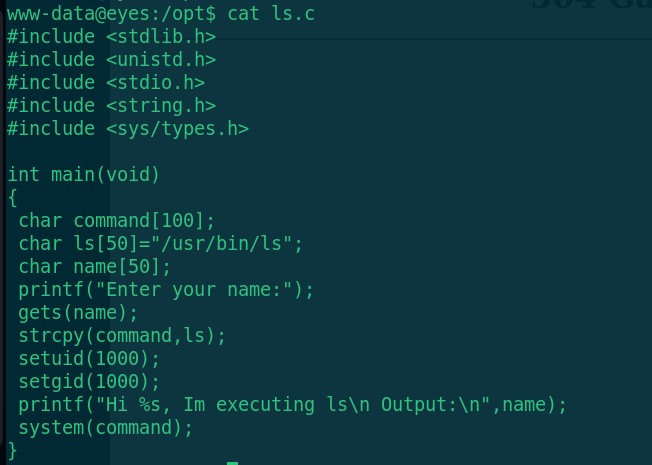 504 Ga
www-data@eyes:/opt$ cat ls.c
#include <stdlib.h>
#include <unistd.h>
#include <stdio.h>
#include <string.h>
#include <sys/types.h>
int main(void)
{
 char command[100];
 char ls[50]="/usr/bin/ls";
 char name[50];
 printf("Enter your name:");
 gets(name);
 strcpy(command,ls);
 setuid(1000);
 setgid(1000);
 printf("Hi %s, Im executing ls\n Output:\n",name);
 system(command);
}